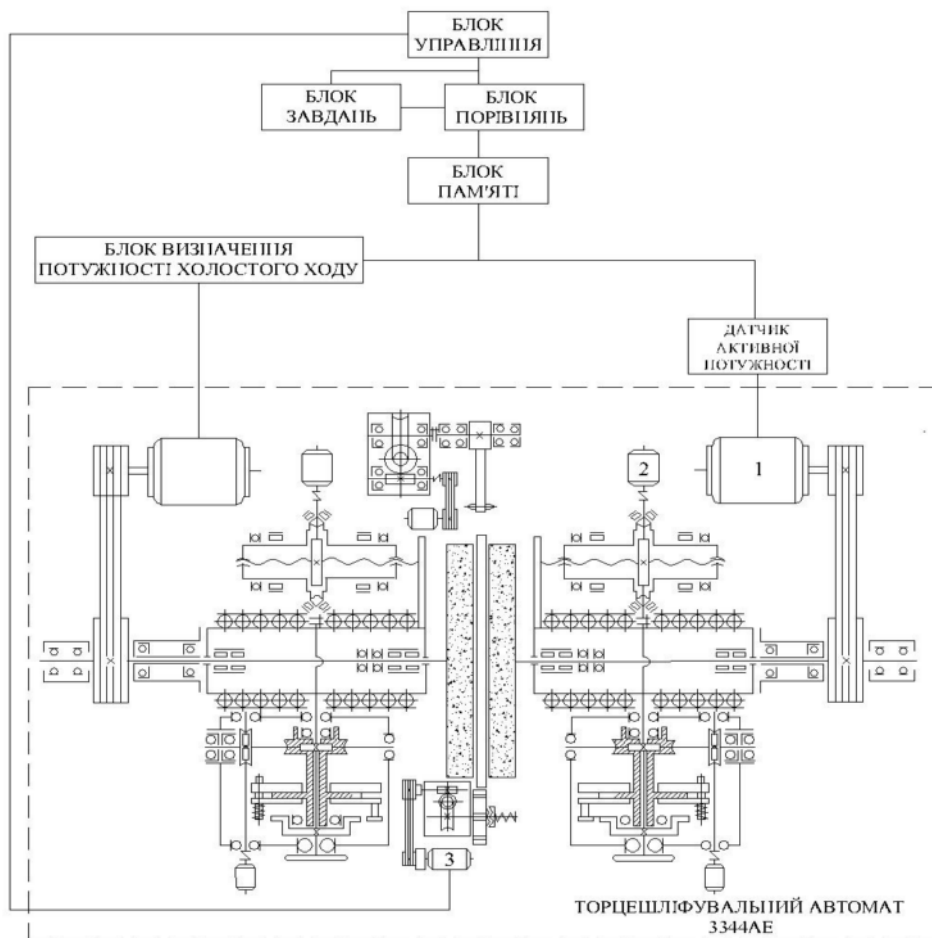 БЛОК
УПРАВЛІННЯ
БЛОК
ЗАВДАНЬ
БЛОК
ПОРІВНЯНЬ
БЛОК
ПАМ'ЯТІ
БЛОК ВИЗНАЧЕННЯ
ПОТУЖНОСТІ ХОЛОСТОГО ХОДУ
ДАТЧИК
АКТИВНОЇ
ПОТУЖНОСТІ
2
1
3
ТОРЦЕШЛІФУВАЛЬНИЙ АВТОМАТ
3344АЕ